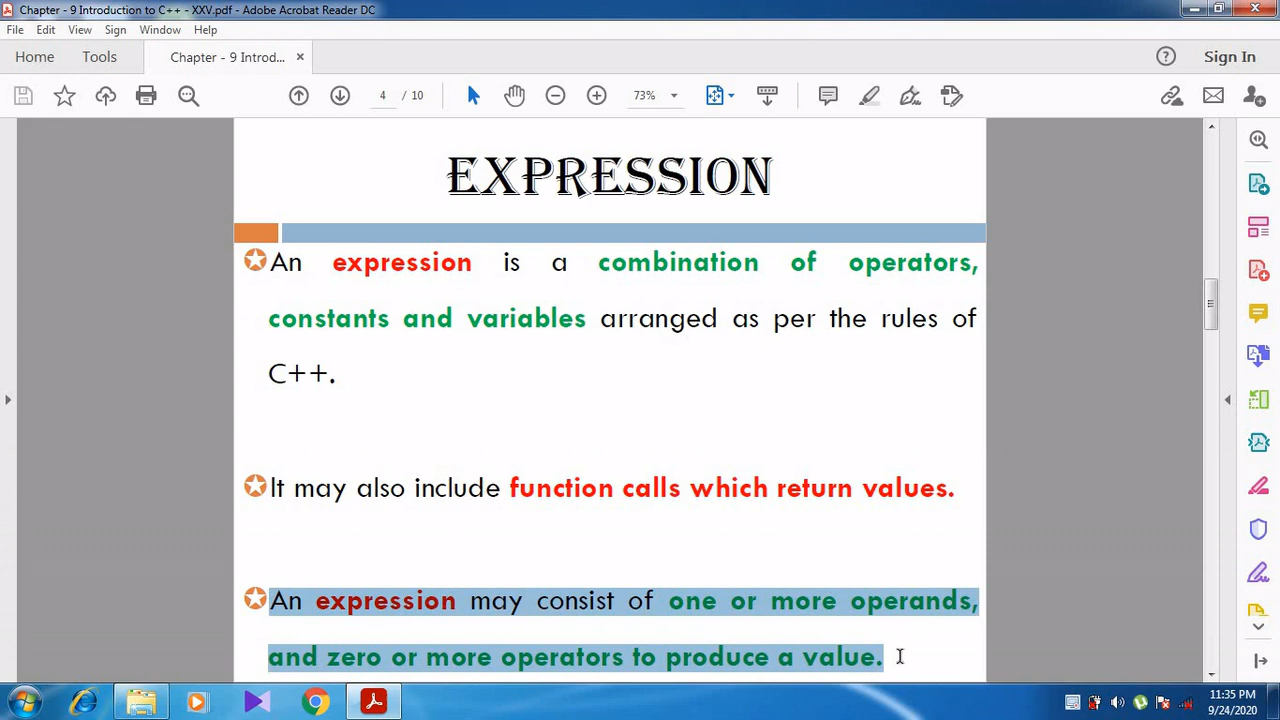 Chapter - 9 Introduction to C++ - XXV.pdf - Adobe Acrobat Reader DC
File Edit View Sign Window Help
Home Tools Chapter - 9 Introd... × Sign In
4 / 10 73%
EXPRESSION
An expression is a combination of operators,
constants and variables arranged as per the rules of
C++.
It may also include function calls which return values.
An expression may consist of one or more operands,
and zero or more operators to produce a value.
11:35 PM
9/24/2020